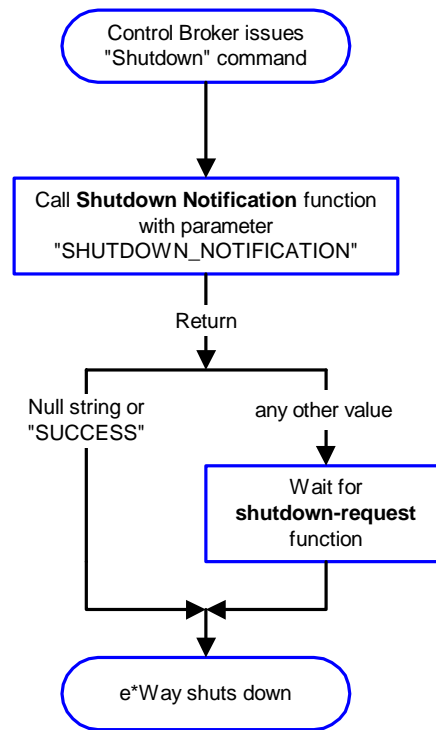 Control Broker issues
"Shutdown" command
Call Shutdown Notification function
with parameter
"SHUTDOWN_NOTIFICATION"
Return
Null string or
"SUCCESS"
any other value
Wait for
shutdown-request
function
e*Way shuts down